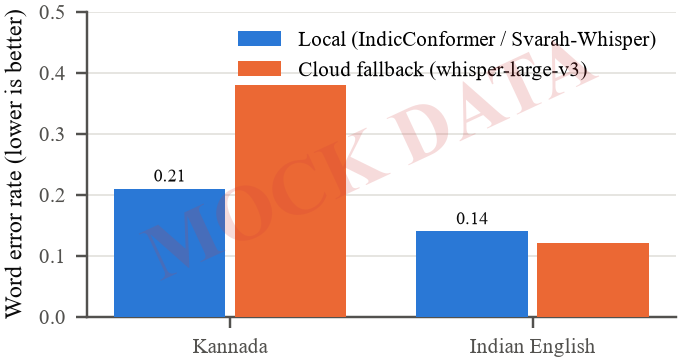 Word error rate (lower is better)
0.5
0.4
0.3
0.2
0.1
0.0
Local (IndicConformer / Svarah-Whisper)
Cloud fallback (whisper-large-v3)
0.21
0.14
MOCK DATA
Kannada
Indian English